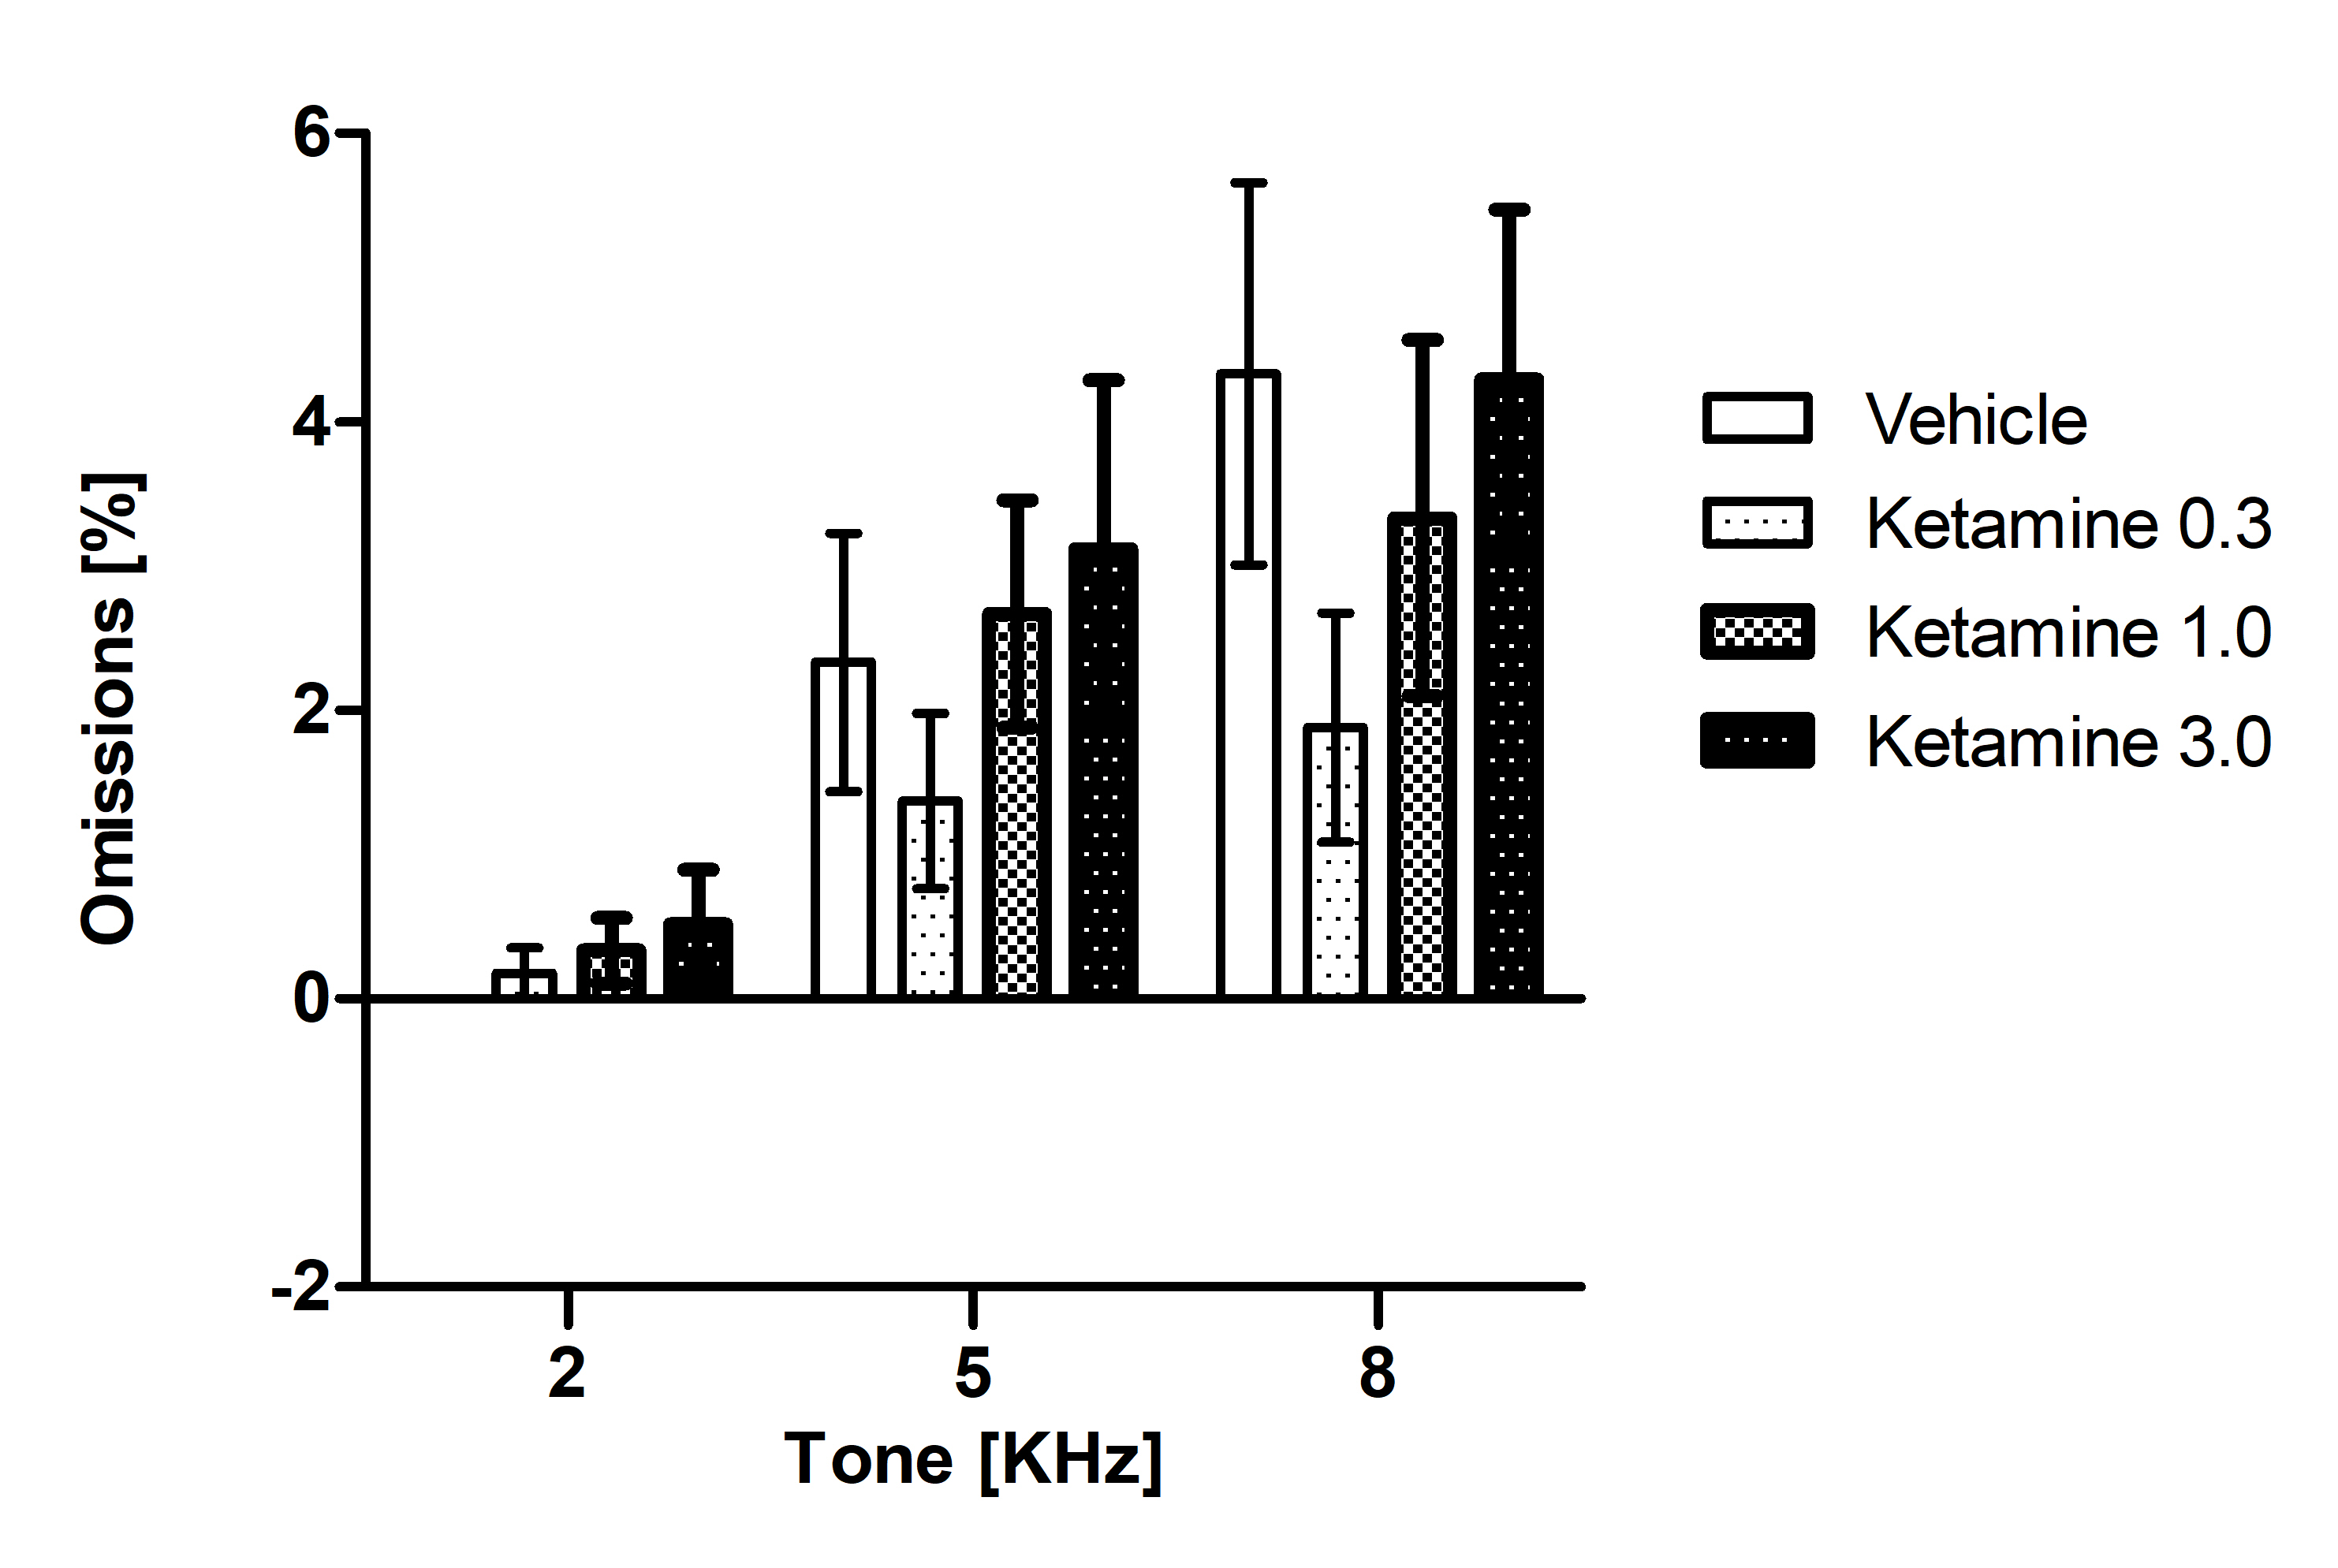 6
4
2
0
-2
Omissions [%]
2 5 8
Tone [KHz]
Vehicle
Ketamine 0.3
Ketamine 1.0
Ketamine 3.0